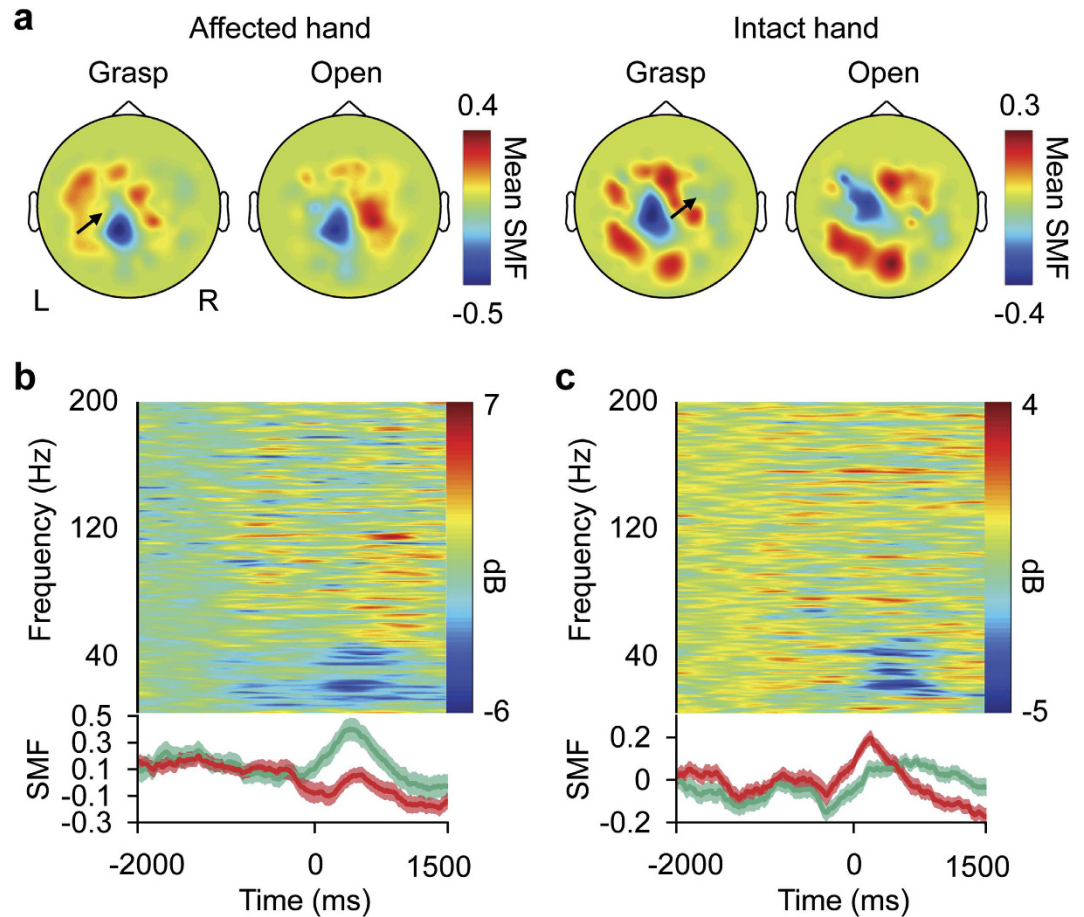 a
Affected hand
Intact hand
Grasp
Open
Grasp
Open
0.4
Mean SMF
-0.5
0.3
Mean SMF
-0.4
L
R
b
200
120
40
Frequency (Hz)
7
dB
-6
0.5
0.3
0.1
-0.1
-0.3
SMF
-2000
0
1500
Time (ms)
c
200
120
40
Frequency (Hz)
4
dB
-5
0.2
0
-0.2
SMF
-2000
0
1500
Time (ms)